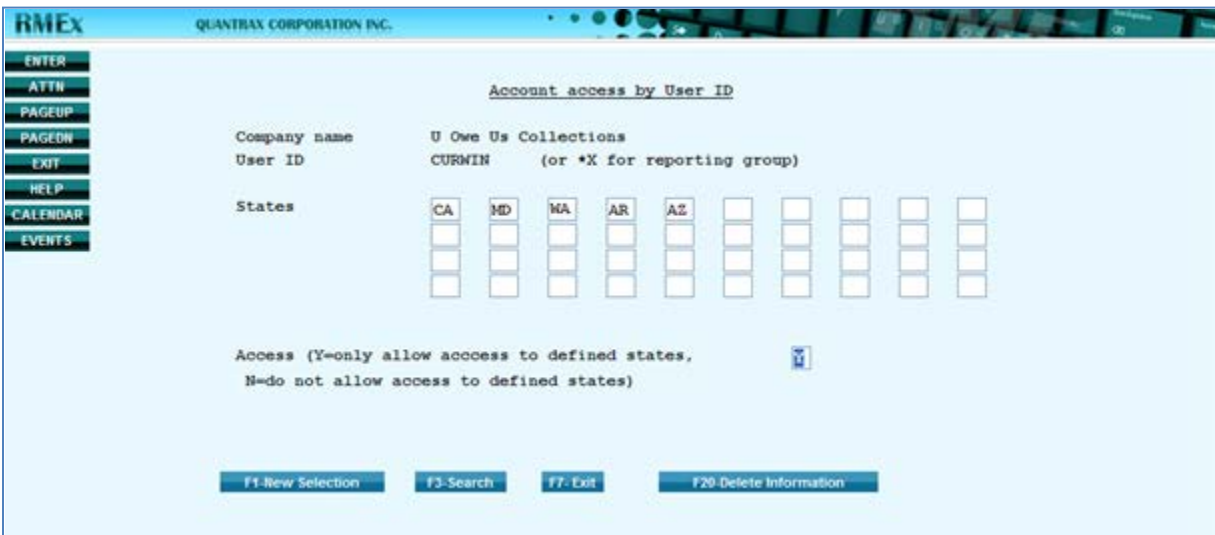 RMEx QUANTRAX CORPORATION INC.
ENTER
ATTN
PAGEUP
PAGEDN
EXIT
HELP
CALENDAR
EVENTS
Account access by User ID
Company name U Owe Us Collections
User ID CURWIN (or *X for reporting group)
States CA MD WA AR AZ
Access (Y=only allow acccess to defined states, Y
N=do not allow access to defined states)
F1-New Selection F3-Search F7- Exit F20-Delete Information